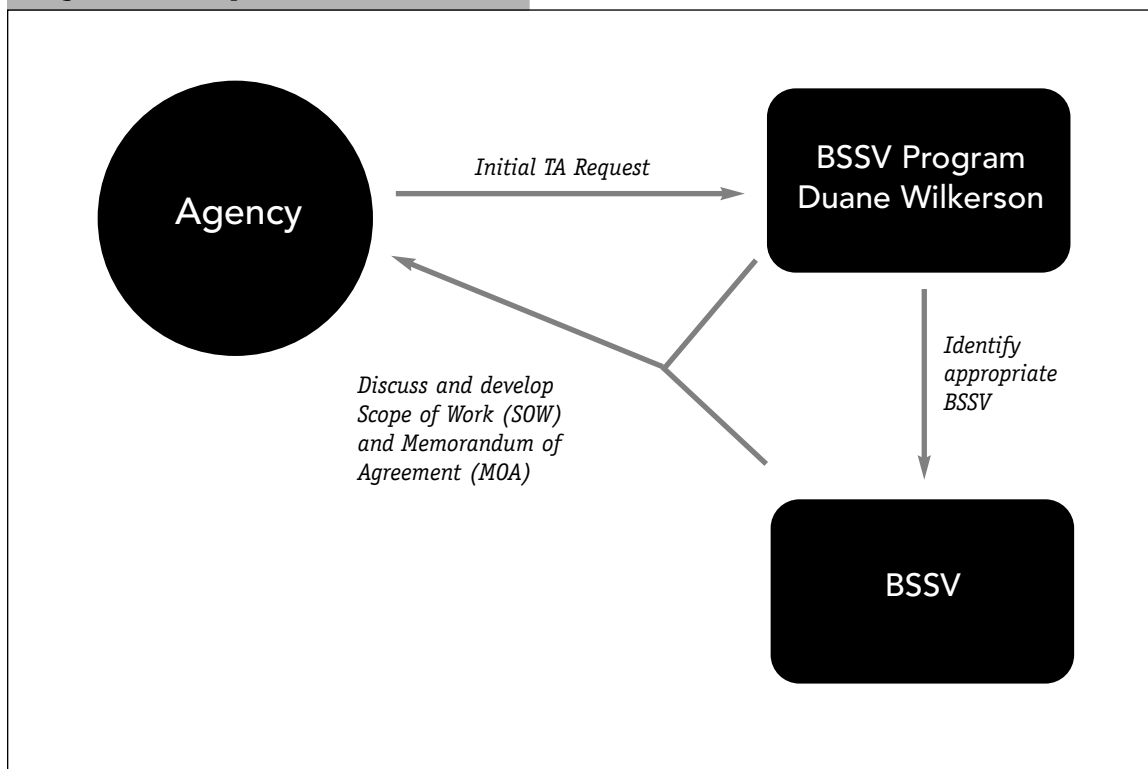 Agency
Initial TA Request
BSSV Program
Duane Wilkerson
Identify
appropriate
BSSV
Discuss and develop
Scope of Work (SOW)
and Memorandum of
Agreement (MOA)
BSSV